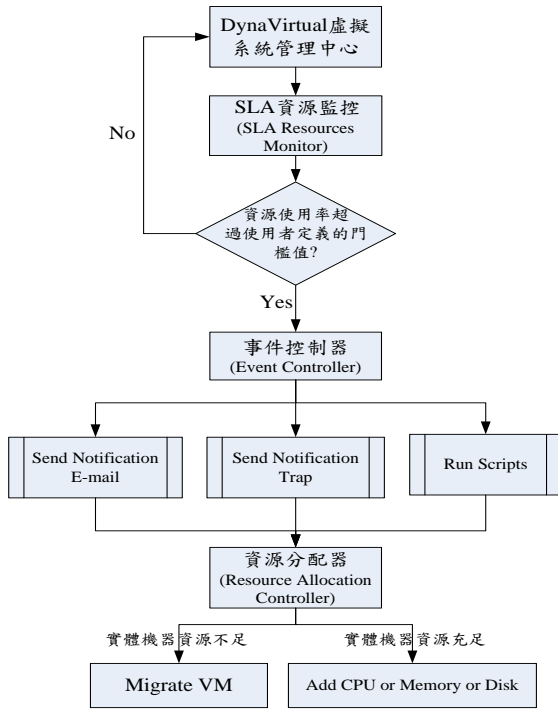 DynaVirtual虛擬
系統管理中心
SLA資源監控
(SLA Resources
Monitor)
No
資源使用率超
過使用者定義的門
檻值?
Yes
事件控制器
(Event Controller)
Send Notification
E-mail
Send Notification
Trap
Run Scripts
資源分配器
(Resource Allocation
Controller)
實體機器資源不足
實體機器資源充足
Migrate VM
Add CPU or Memory or Disk